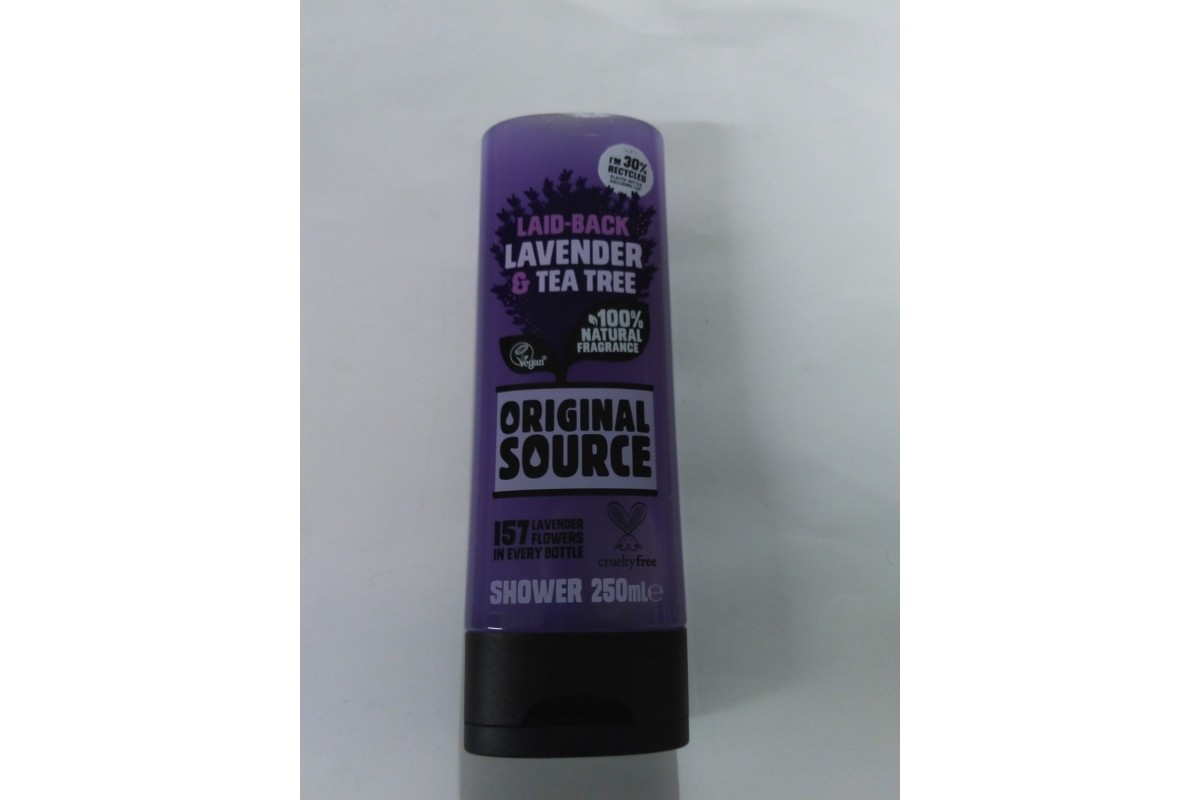 I'M 30%
RECYCLED
LAID-BACK
LAVENDER
& TEA TREE
100%
NATURAL
FRAGRANCE
Vegan
ORIGINAL
SOURCE
157 LAVENDER
FLOWERS
IN EVERY BOTTLE
crueltyfree
SHOWER 250ml℮